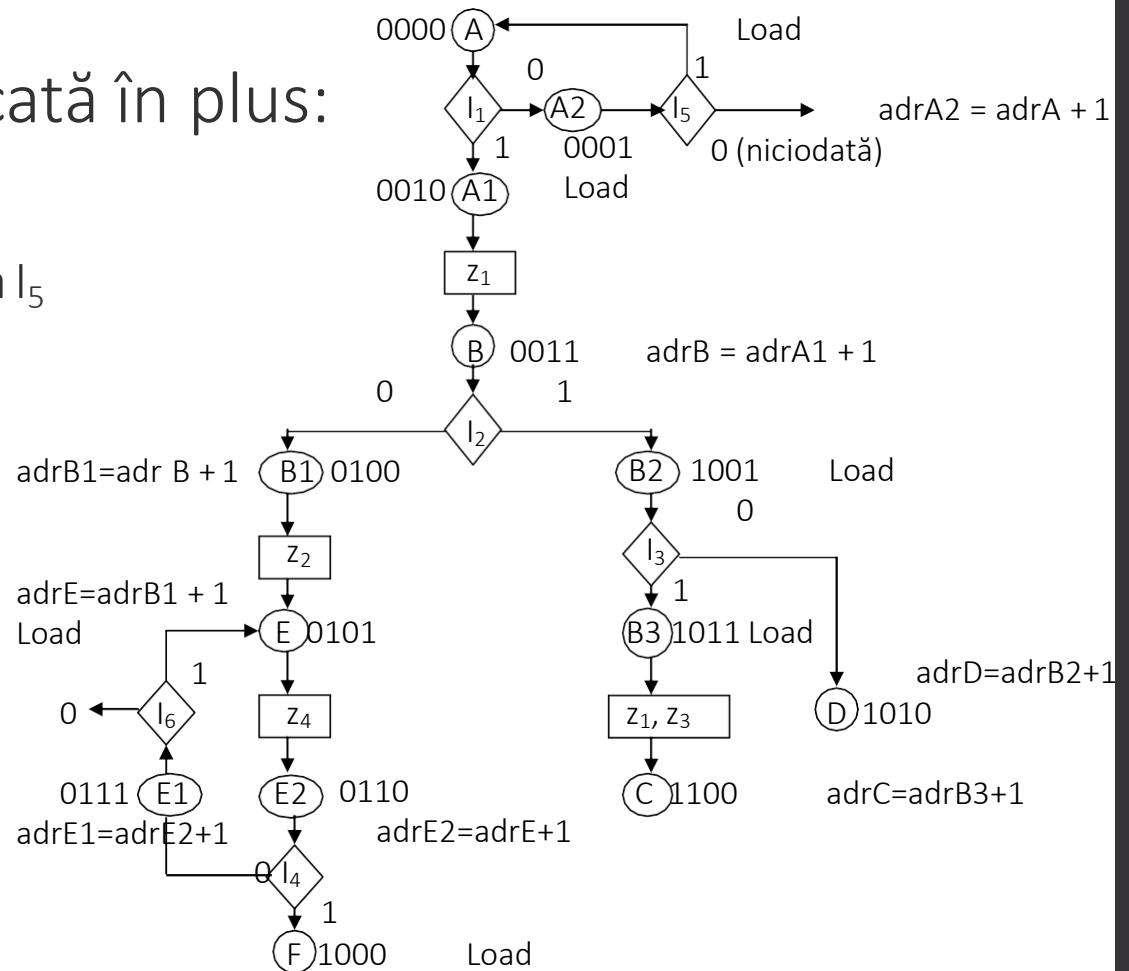 0000 A Load
cată în plus:
0 1
I₁ A2 I₅ adrA2 = adrA + 1
1 0001 0 (niciodată)
0010 A1 Load
z₁
I₅
B 0011 adrB = adrA1 + 1
0 1
I₂
adrB1=adr B + 1 B1 0100 B2 1001 Load
0
z₂ I₃
adrE=adrB1 + 1 1
Load E 0101 B3 1011 Load
1 adrD=adrB2+1
0 I₆ z₄ z₁, z₃ D 1010
0111 E1 E2 0110 C 1100 adrC=adrB3+1
adrE1=adrE2+1 adrE2=adrE+1
0 I₄
1
F 1000 Load